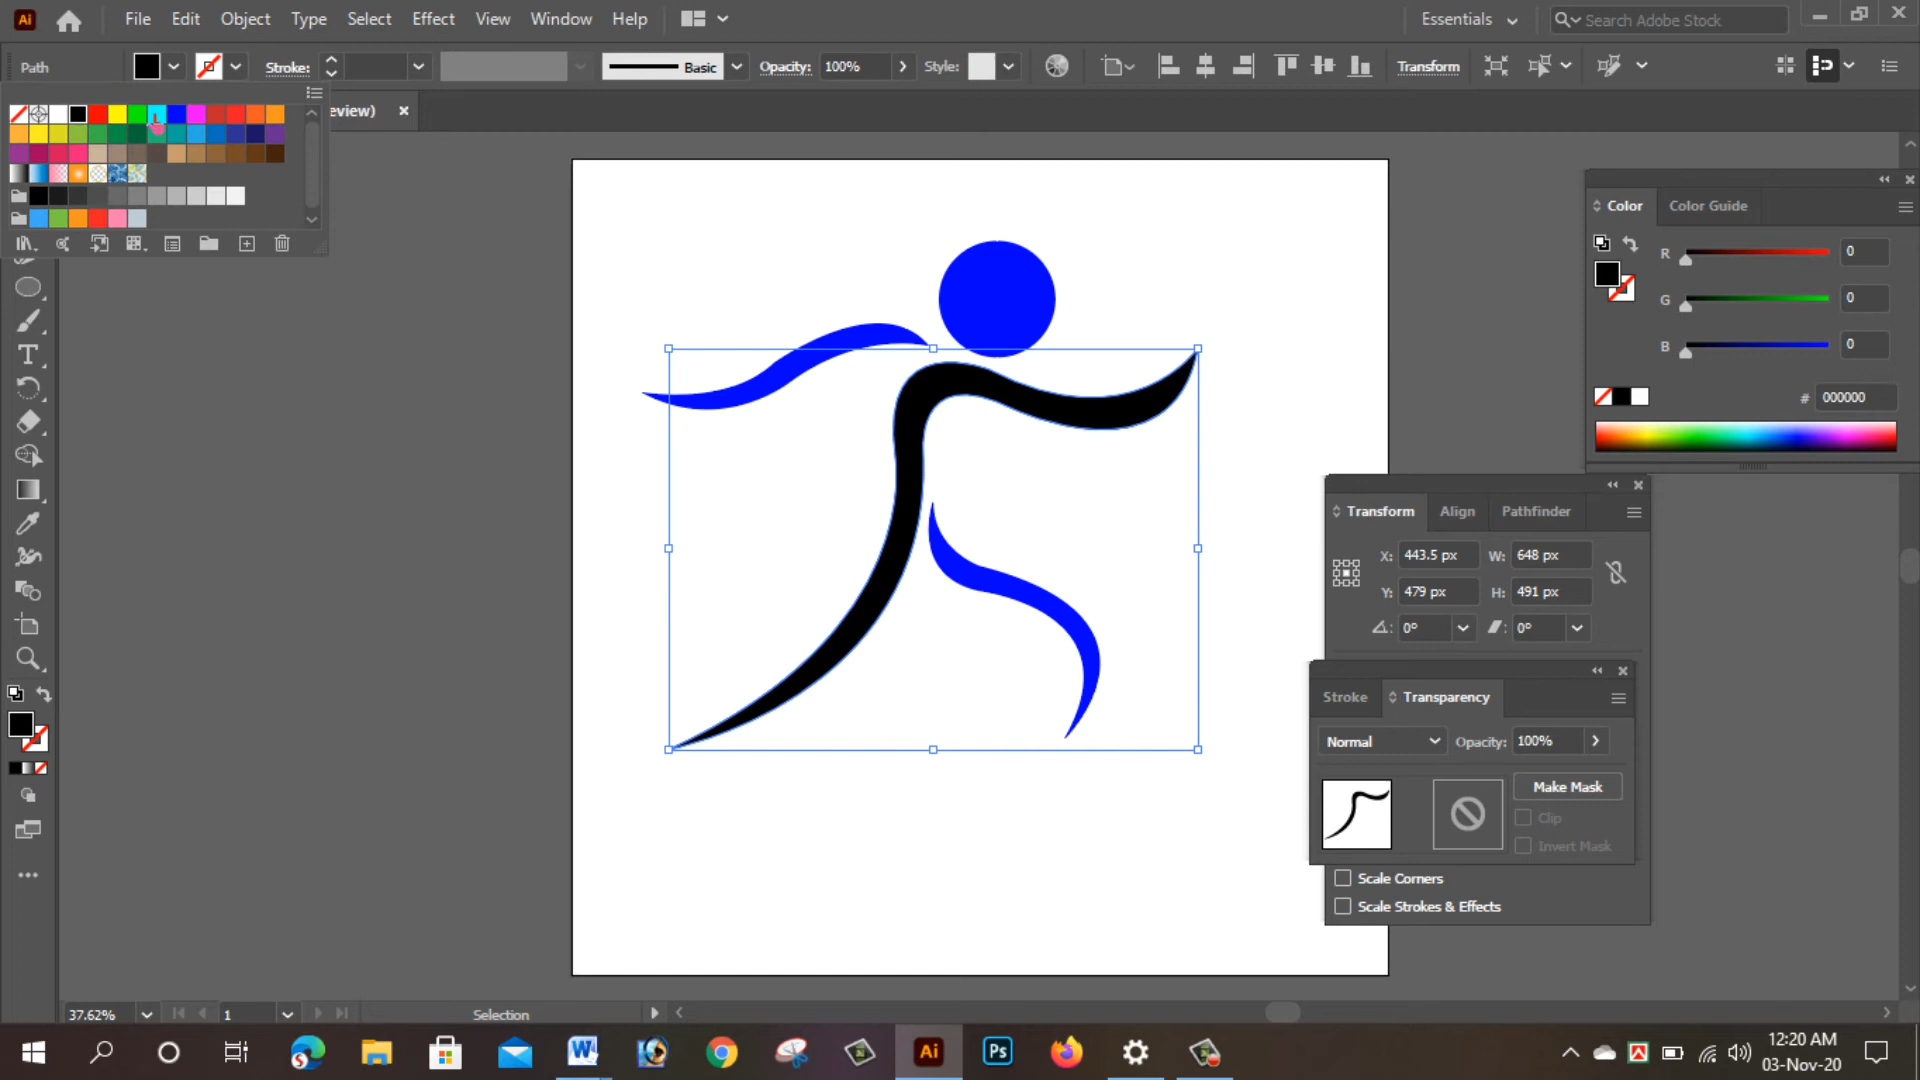 Ai File Edit Object Type Select Effect View Window Help Essentials Search Adobe Stock
Path Stroke: Basic Opacity: 100% Style: Transform
eview) ×
Color Color Guide
R 0
G 0
B 0
# 000000
Transform Align Pathfinder
X: 443.5 px W: 648 px
Y: 479 px H: 491 px
0° 0°
Stroke Transparency
Normal Opacity: 100%
Make Mask
Clip
Invert Mask
Scale Corners
Scale Strokes & Effects
37.62% 1 Selection
W Ai Ps
12:20 AM
03-Nov-20